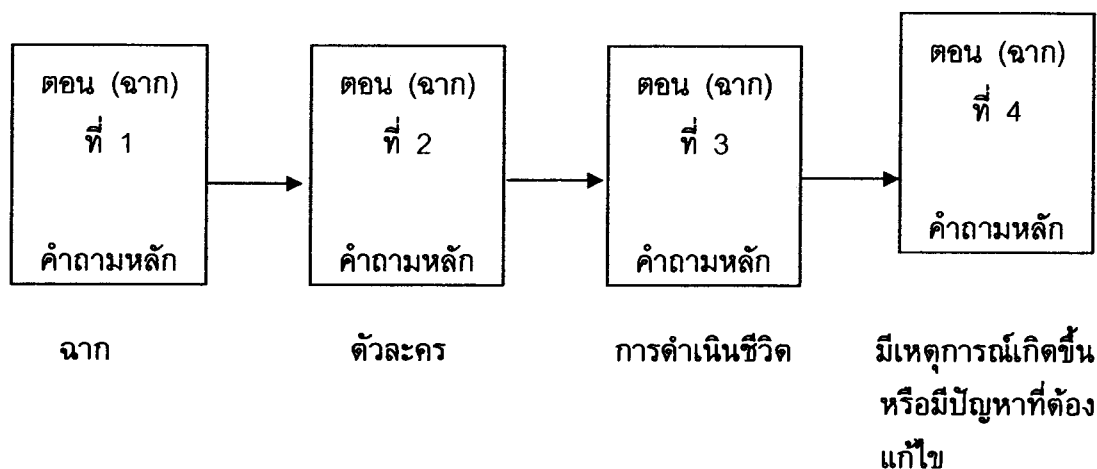 ตอน (ฉาก)
ที่ 1
คำถามหลัก
ฉาก
ตอน (ฉาก)
ที่ 2
คำถามหลัก
ตัวละคร
ตอน (ฉาก)
ที่ 3
คำถามหลัก
การดำเนินชีวิต
ตอน (ฉาก)
ที่ 4
คำถามหลัก
มีเหตุการณ์เกิดขึ้น
หรือมีปัญหาที่ต้อง
แก้ไข